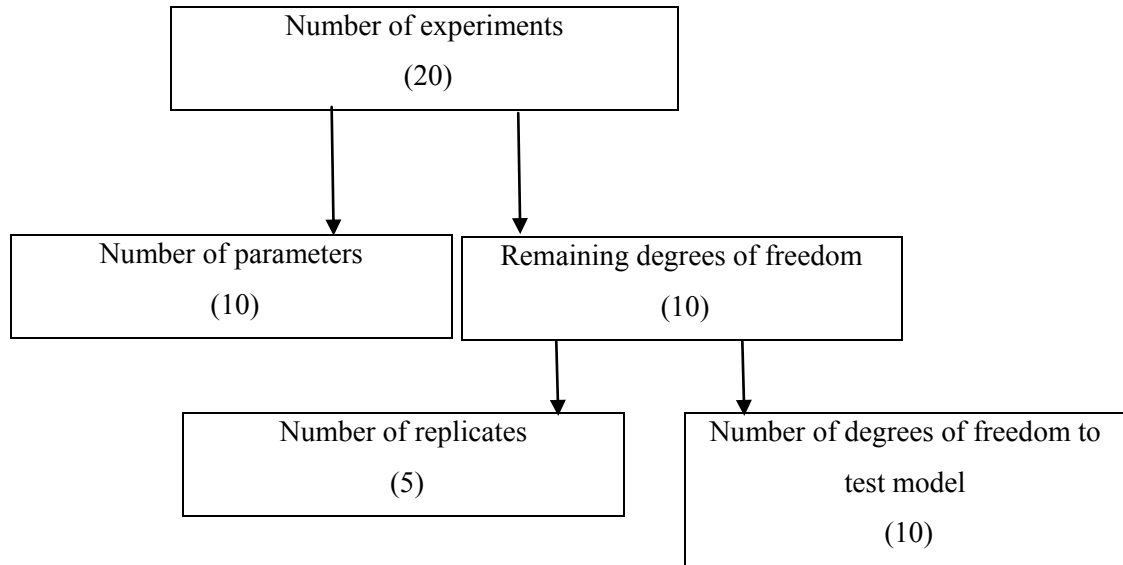 Number of experiments
(20)
Number of parameters
(10)
Remaining degrees of freedom
(10)
Number of replicates
(5)
Number of degrees of freedom to
test model
(10)